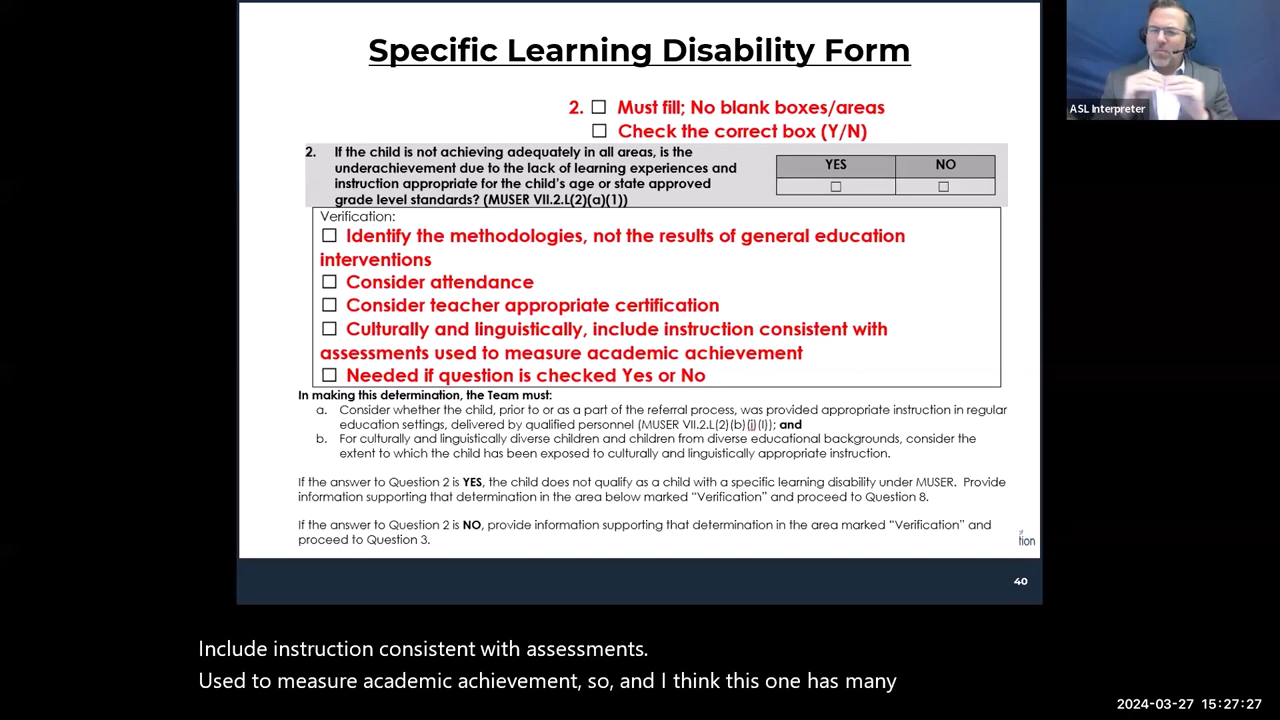 Specific Learning Disability Form
2. ☐ Must fill; No blank boxes/areas
☐ Check the correct box (Y/N)
2. If the child is not achieving adequately in all areas, is the
underachievement due to the lack of learning experiences and
instruction appropriate for the child's age or state approved
grade level standards? (MUSER VII.2.L(2)(a)(1))
YES NO
☐ ☐
Verification:
☐ Identify the methodologies, not the results of general education
interventions
☐ Consider attendance
☐ Consider teacher appropriate certification
☐ Culturally and linguistically, include instruction consistent with
assessments used to measure academic achievement
☐ Needed if question is checked Yes or No
In making this determination, the Team must:
a. Consider whether the child, prior to or as a part of the referral process, was provided appropriate instruction in regular
education settings, delivered by qualified personnel (MUSER VII.2.L(2)(b)(i)(I)); and
b. For culturally and linguistically diverse children and children from diverse educational backgrounds, consider the
extent to which the child has been exposed to culturally and linguistically appropriate instruction.
If the answer to Question 2 is YES, the child does not qualify as a child with a specific learning disability under MUSER. Provide
information supporting that determination in the area below marked "Verification" and proceed to Question 8.
If the answer to Question 2 is NO, provide information supporting that determination in the area marked "Verification" and
proceed to Question 3.
tion
40
ASL Interpreter
Include instruction consistent with assessments.
Used to measure academic achievement, so, and I think this one has many
2024-03-27 15:27:27